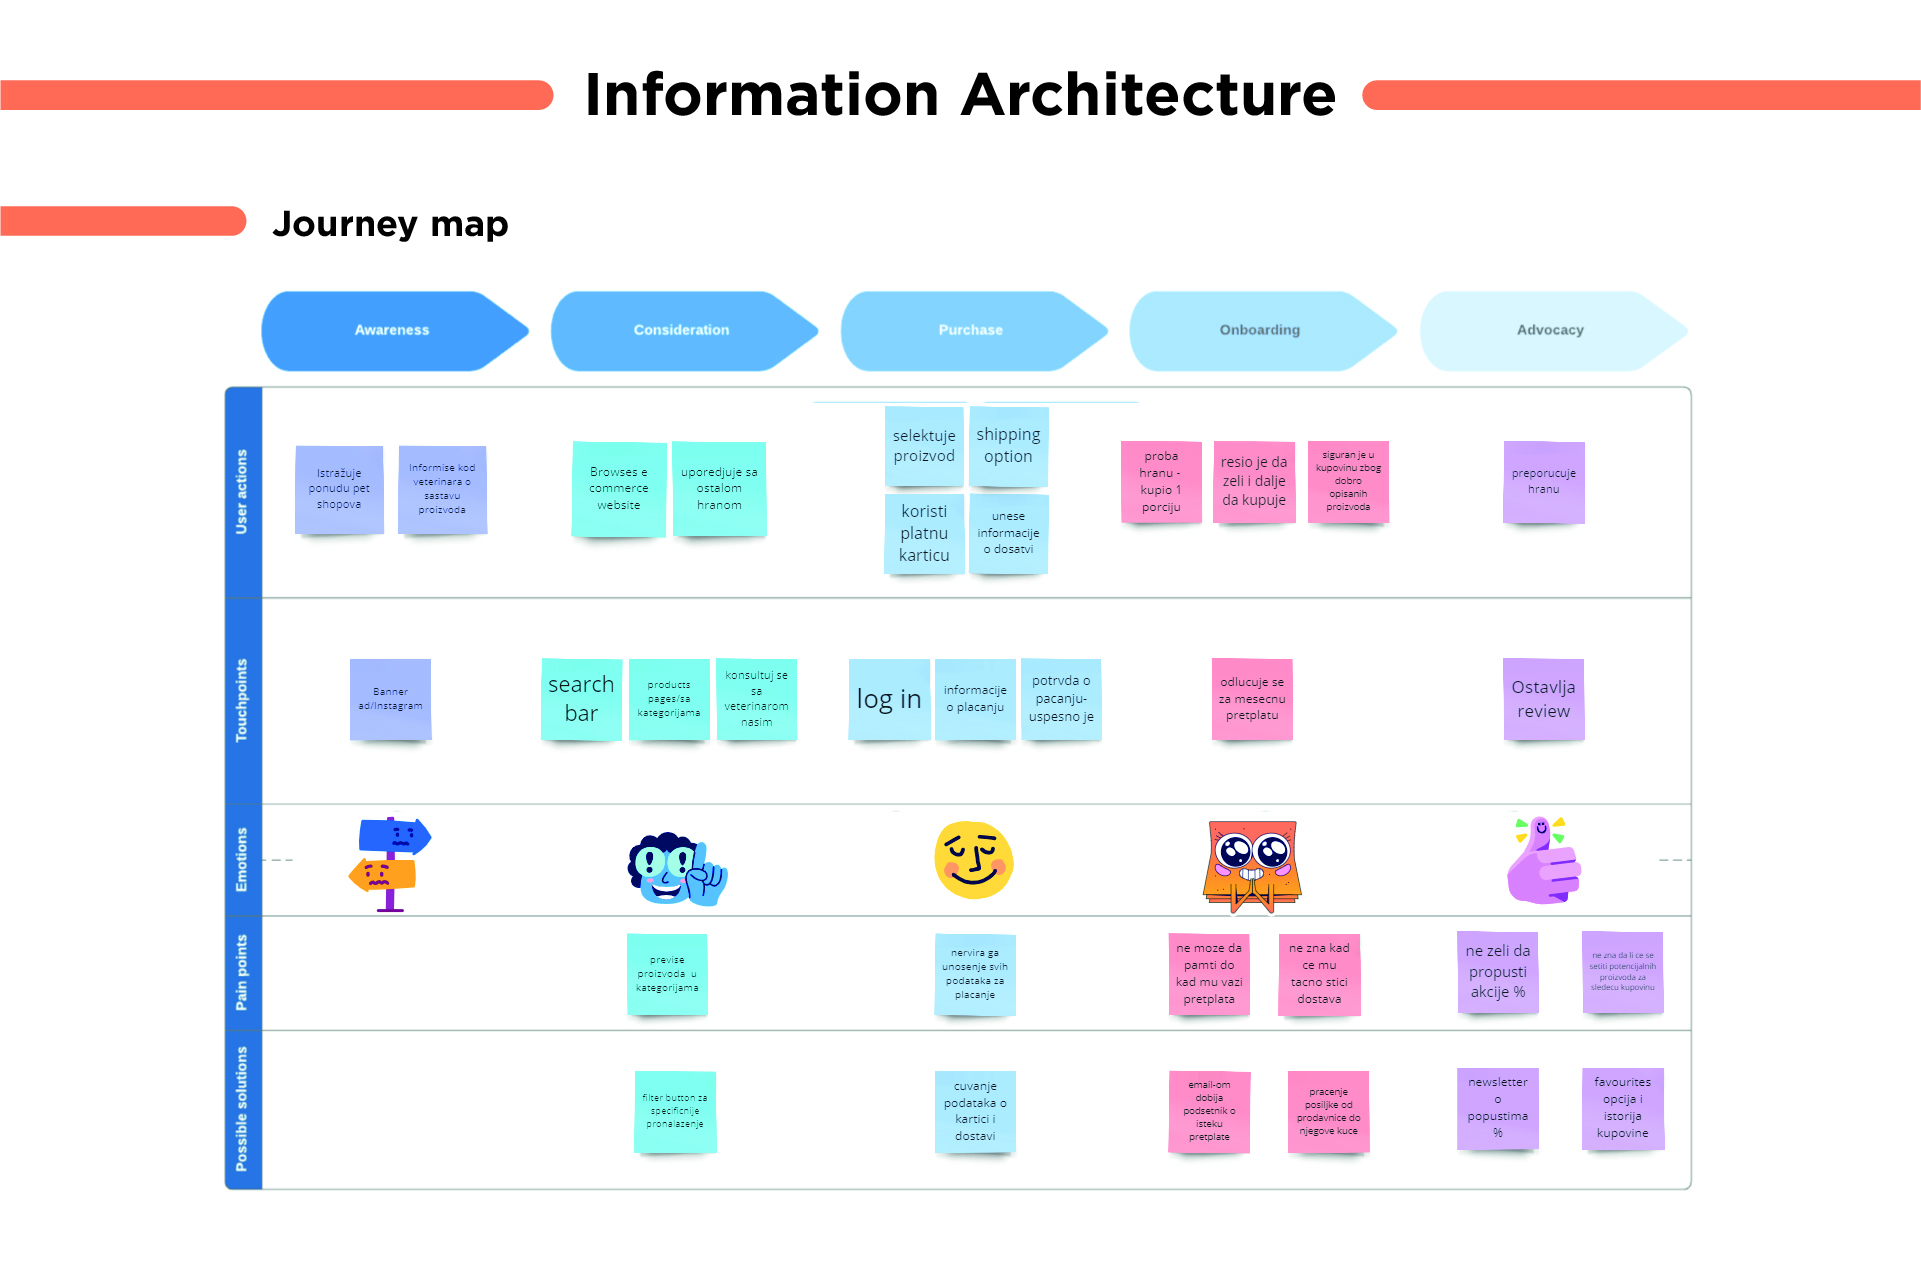 Information Architecture
Journey map
Awareness
Consideration
Purchase
Onboarding
Advocacy
User actions
Istražuje
ponudu pet
shopova
Informise kod
veterinara o
sastavu
proizvoda
Browses e
commerce
website
uporedjuje sa
ostalom
hranom
selektuje
proizvod
shipping
option
koristi
platnu
karticu
unese
informacije
o dosatvi
proba
hranu -
kupio 1
porciju
resio je da
zeli i dalje
da kupuje
siguran je u
kupovinu zbog
dobro
opisanih
proizvoda
preporucuje
hranu
Touchpoints
Banner
ad/Instagram
search
bar
products
pages/sa
kategorijama
konsultuj se
sa
veterinarom
nasim
log in
informacije
o placanju
potrvda o
pacanju-
uspesno je
odlucuje se
za mesecnu
pretplatu
Ostavlja
review
Emotions
Pain points
previse
proizvoda u
kategorijama
nervira ga
unosenje svih
podataka za
placanje
ne moze da
pamti do
kad mu vazi
pretplata
ne zna kad
ce mu
tacno stici
dostava
ne zeli da
propusti
akcije %
ne zna da li ce se
setiti potencijalnih
proizvoda za
sledecu kupovinu
Possible solutions
filter button za
specificnije
pronalazenje
cuvanje
podataka o
kartici i
dostavi
email-om
dobija
podsetnik o
isteku
pretplate
pracenje
posiljke od
prodavnice do
njegove kuce
newsletter
o
popustima
%
favourites
opcija i
istorija
kupovine